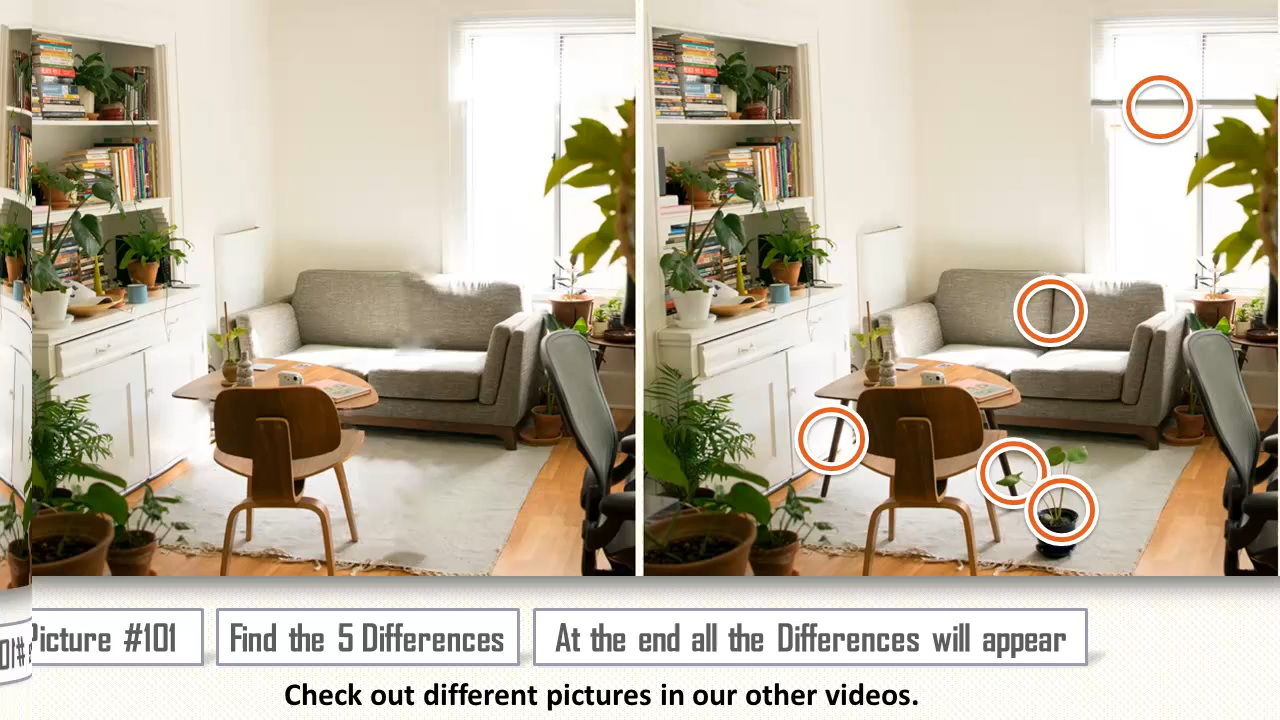 Picture #101
Find the 5 Differences
At the end all the Differences will appear
Check out different pictures in our other videos.